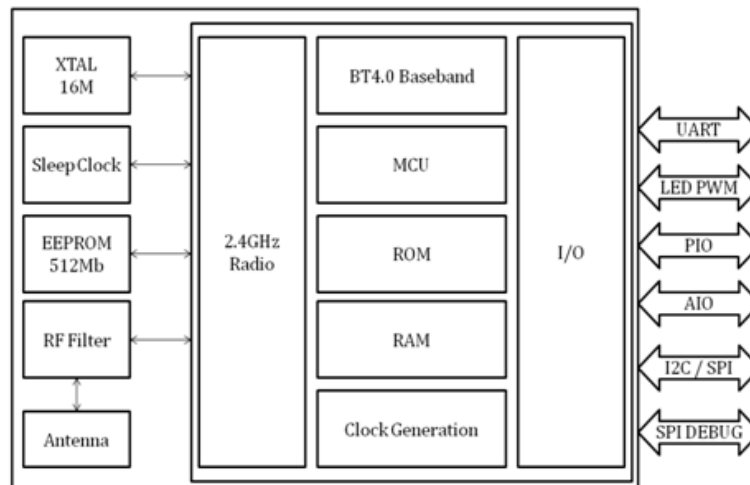 XTAL
16M
Sleep Clock
EEPROM
512Mb
RF Filter
Antenna
2.4GHz
Radio
BT4.0 Baseband
MCU
ROM
RAM
Clock Generation
I/O
UART
LED PWM
PIO
AIO
I2C / SPI
SPI DEBUG